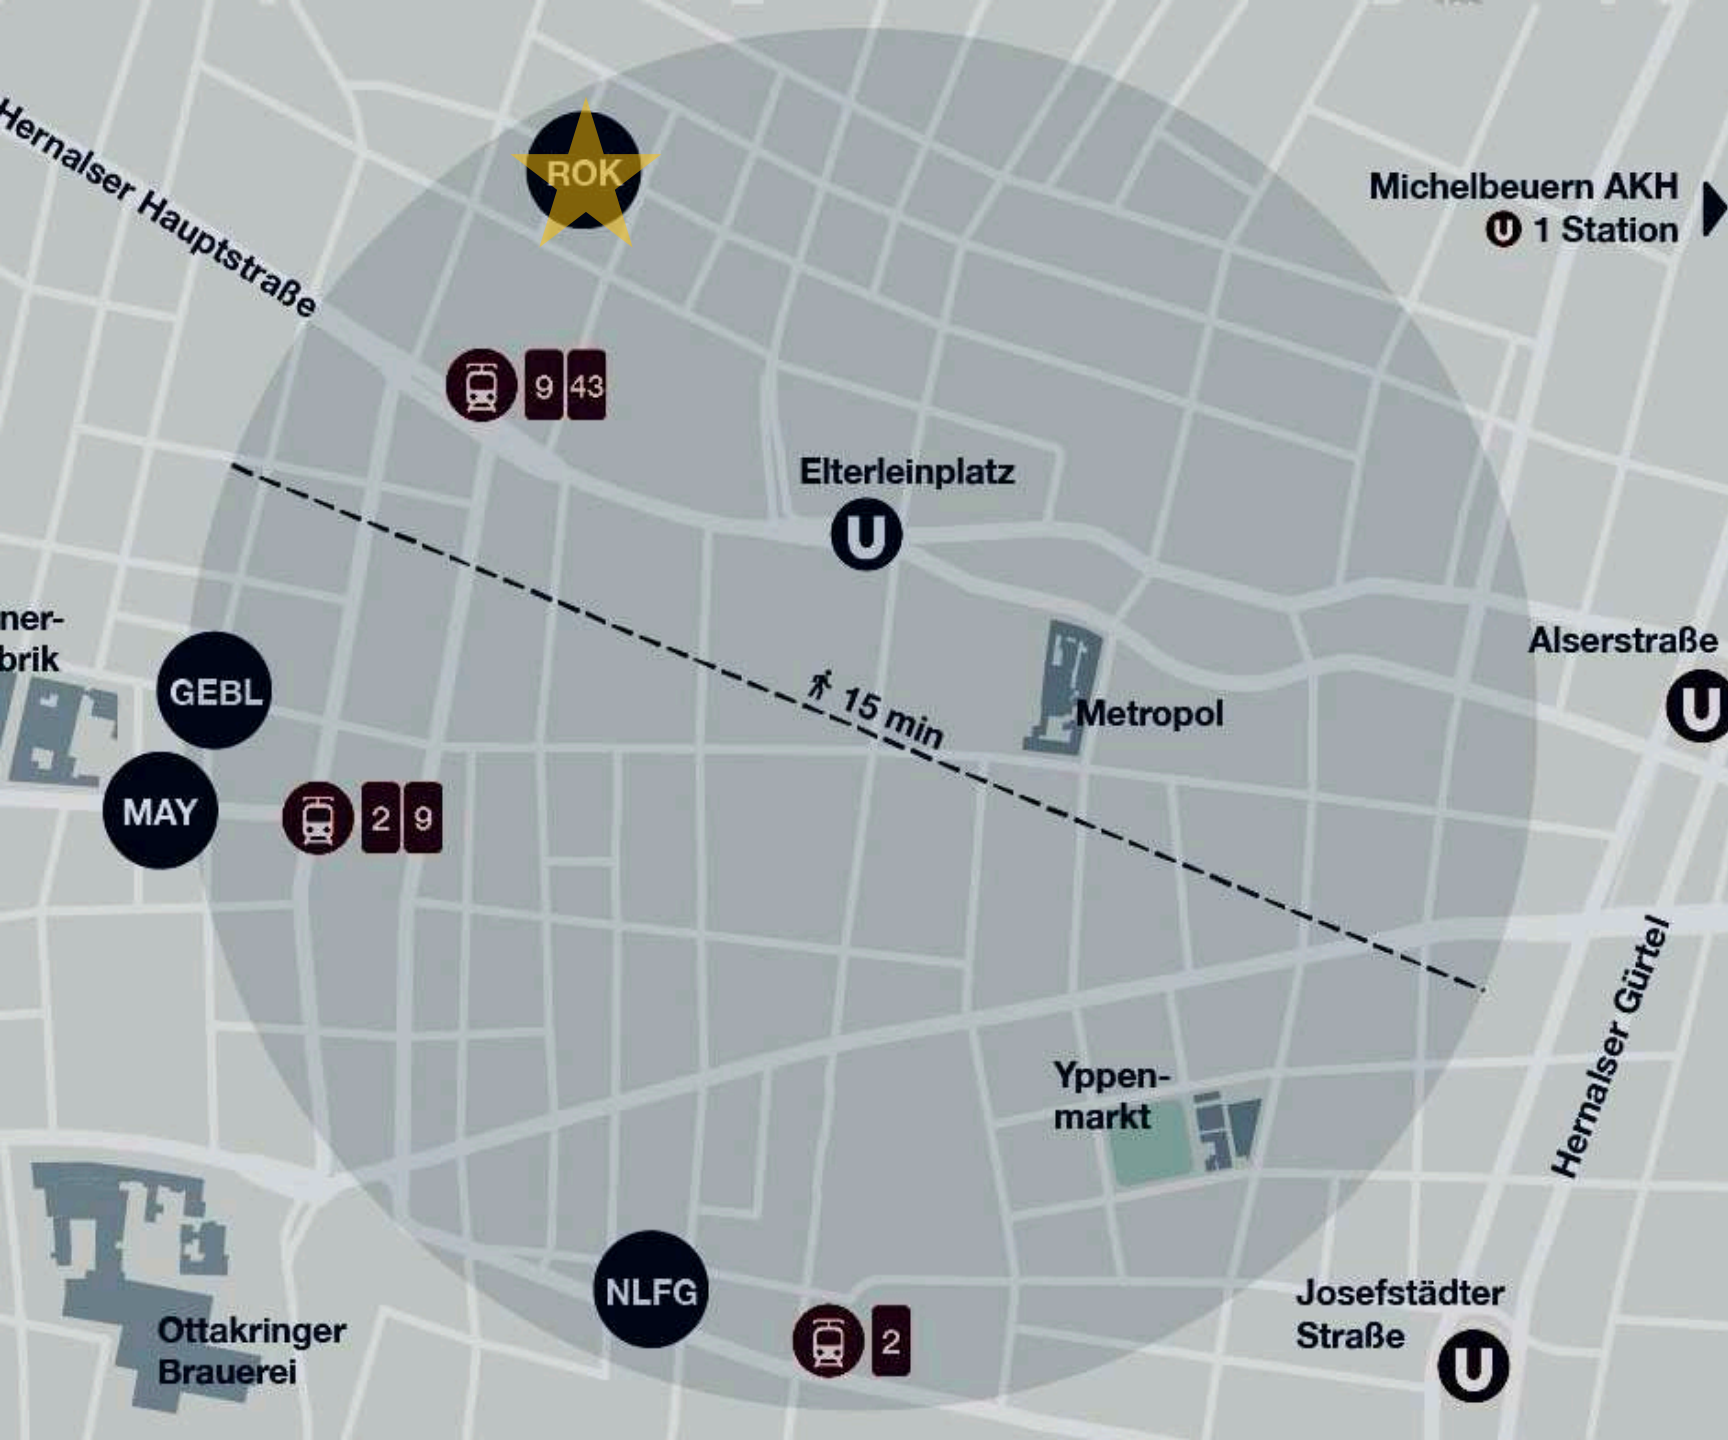 Hernalser Hauptstraße
ROK
Michelbeuern AKH
U 1 Station
9 43
Elterleinplatz
U
ner-
brik
GEBL
MAY
2 9
15 min
Metropol
Alserstraße
U
Hernalser Gürtel
Yppen-
markt
NLFG
2
Ottakringer
Brauerei
Josefstädter
Straße
U